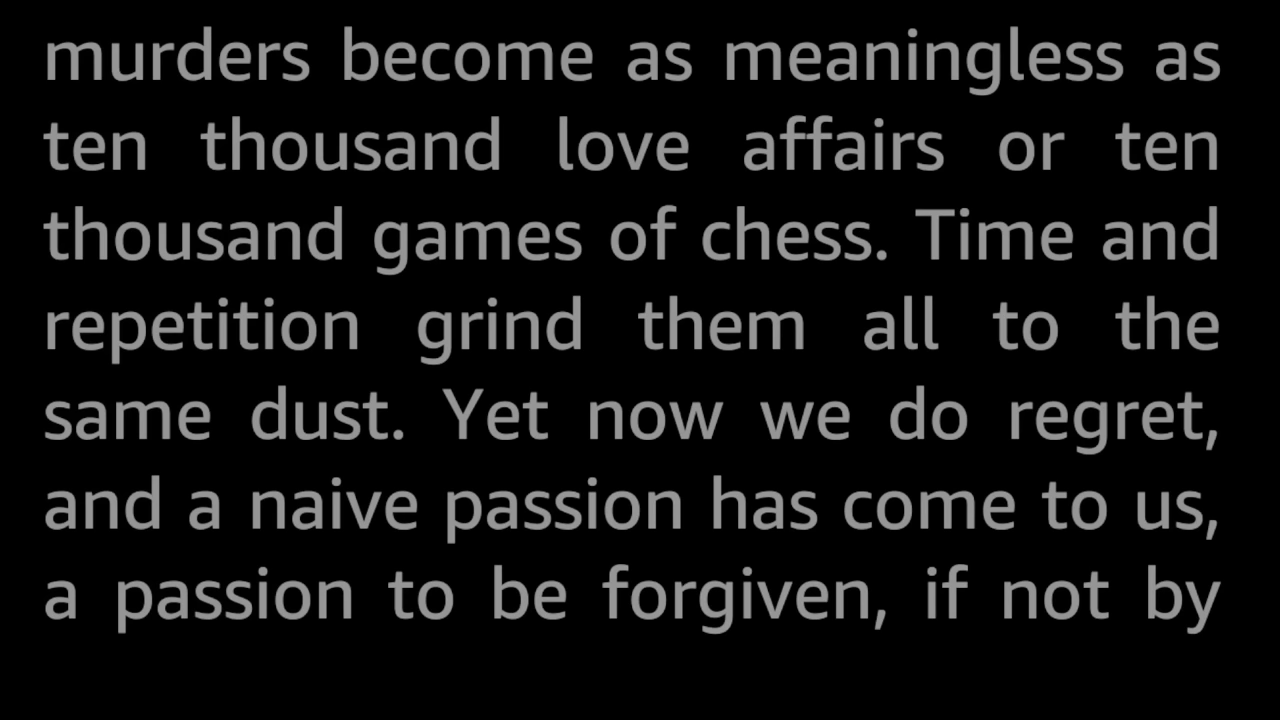 murders become as meaningless as
ten thousand love affairs or ten
thousand games of chess. Time and
repetition grind them all to the
same dust. Yet now we do regret,
and a naive passion has come to us,
a passion to be forgiven, if not by